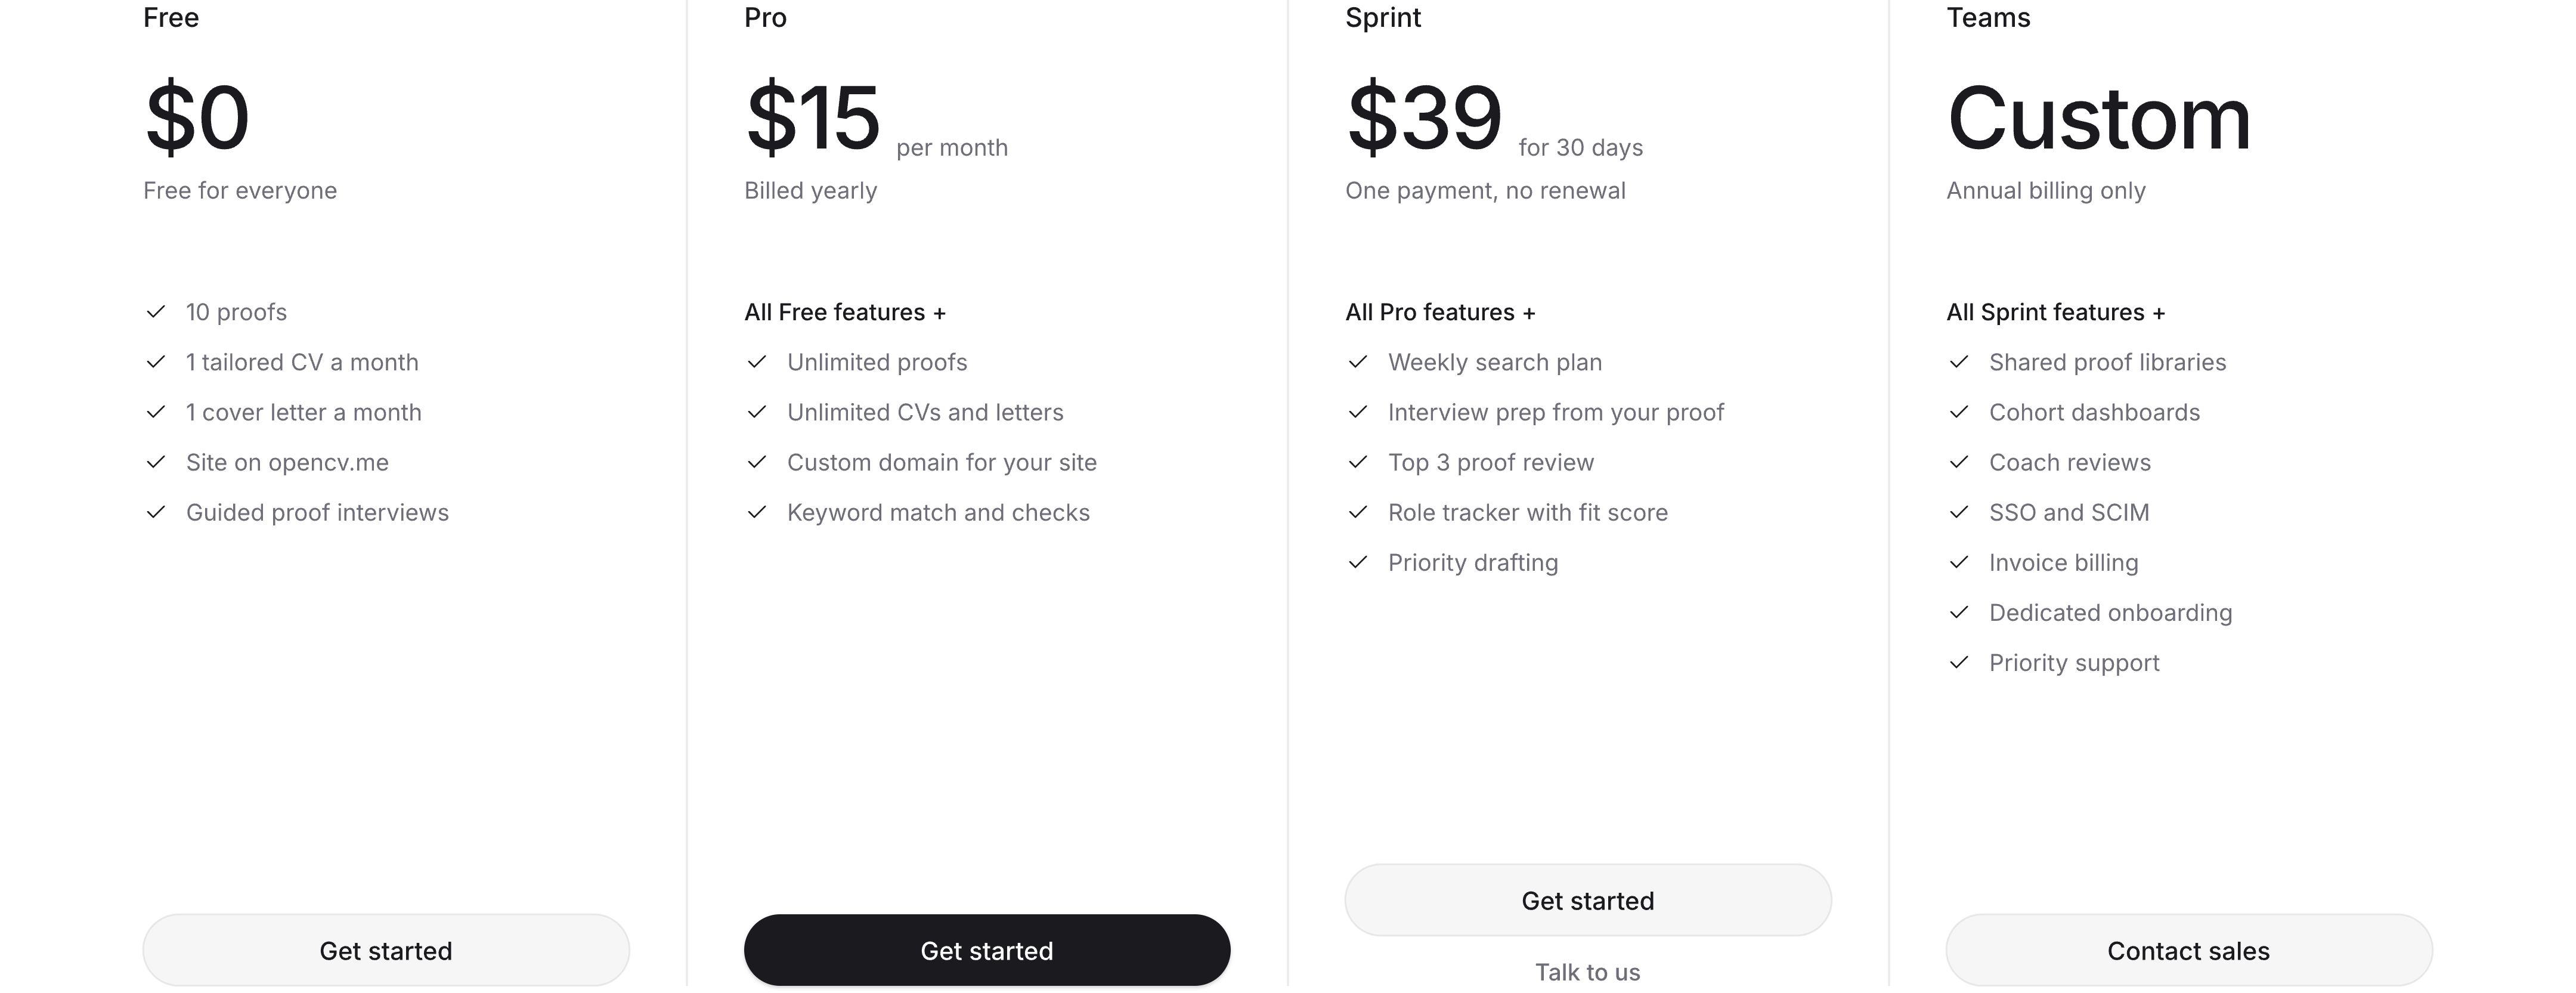 Free
$0
Free for everyone
10 proofs
1 tailored CV a month
1 cover letter a month
Site on opencv.me
Guided proof interviews
Get started
Pro
$15 per month
Billed yearly
All Free features +
Unlimited proofs
Unlimited CVs and letters
Custom domain for your site
Keyword match and checks
Get started
Sprint
$39 for 30 days
One payment, no renewal
All Pro features +
Weekly search plan
Interview prep from your proof
Top 3 proof review
Role tracker with fit score
Priority drafting
Get started
Talk to us
Teams
Custom
Annual billing only
All Sprint features +
Shared proof libraries
Cohort dashboards
Coach reviews
SSO and SCIM
Invoice billing
Dedicated onboarding
Priority support
Contact sales